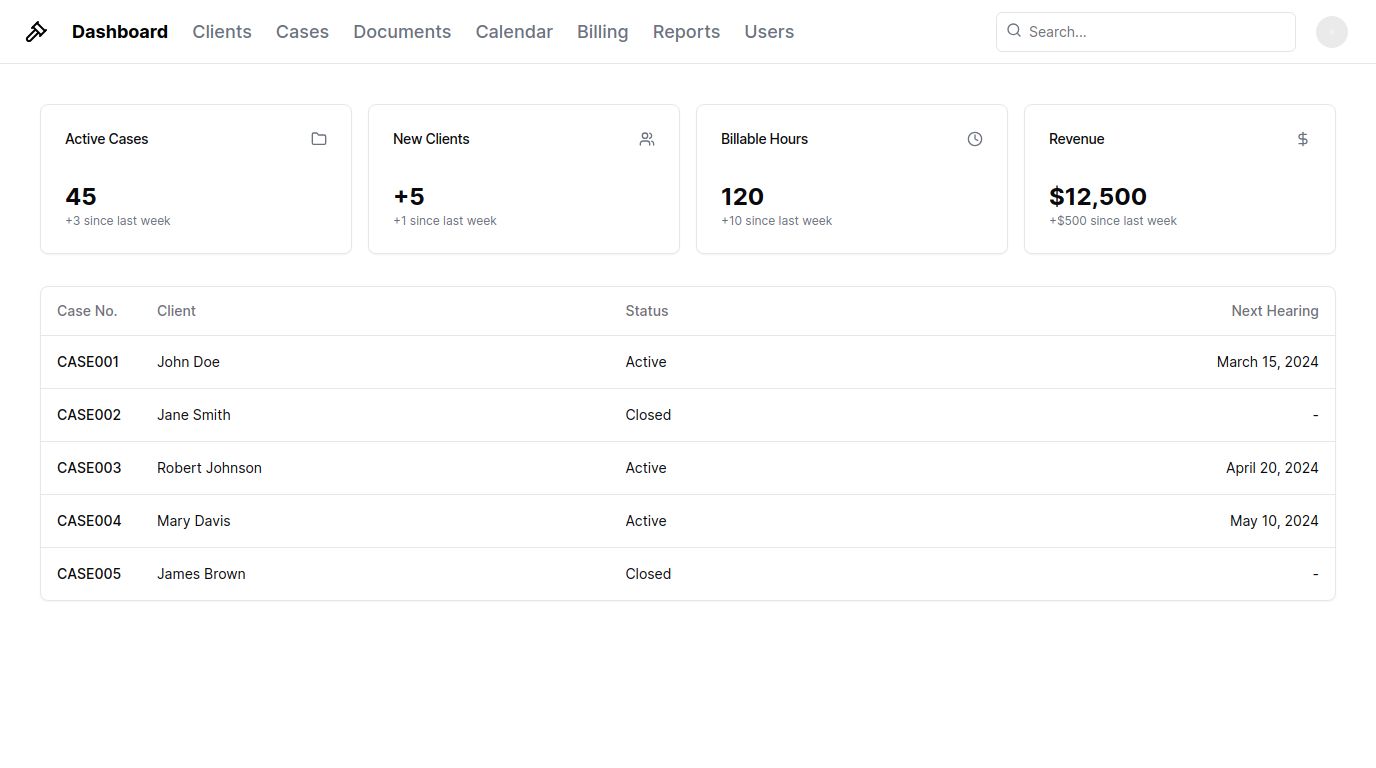 Dashboard Clients Cases Documents Calendar Billing Reports Users Search...
Active Cases
45
+3 since last week
New Clients
+5
+1 since last week
Billable Hours
120
+10 since last week
Revenue
$12,500
+$500 since last week
Case No. Client Status Next Hearing
CASE001 John Doe Active March 15, 2024
CASE002 Jane Smith Closed -
CASE003 Robert Johnson Active April 20, 2024
CASE004 Mary Davis Active May 10, 2024
CASE005 James Brown Closed -